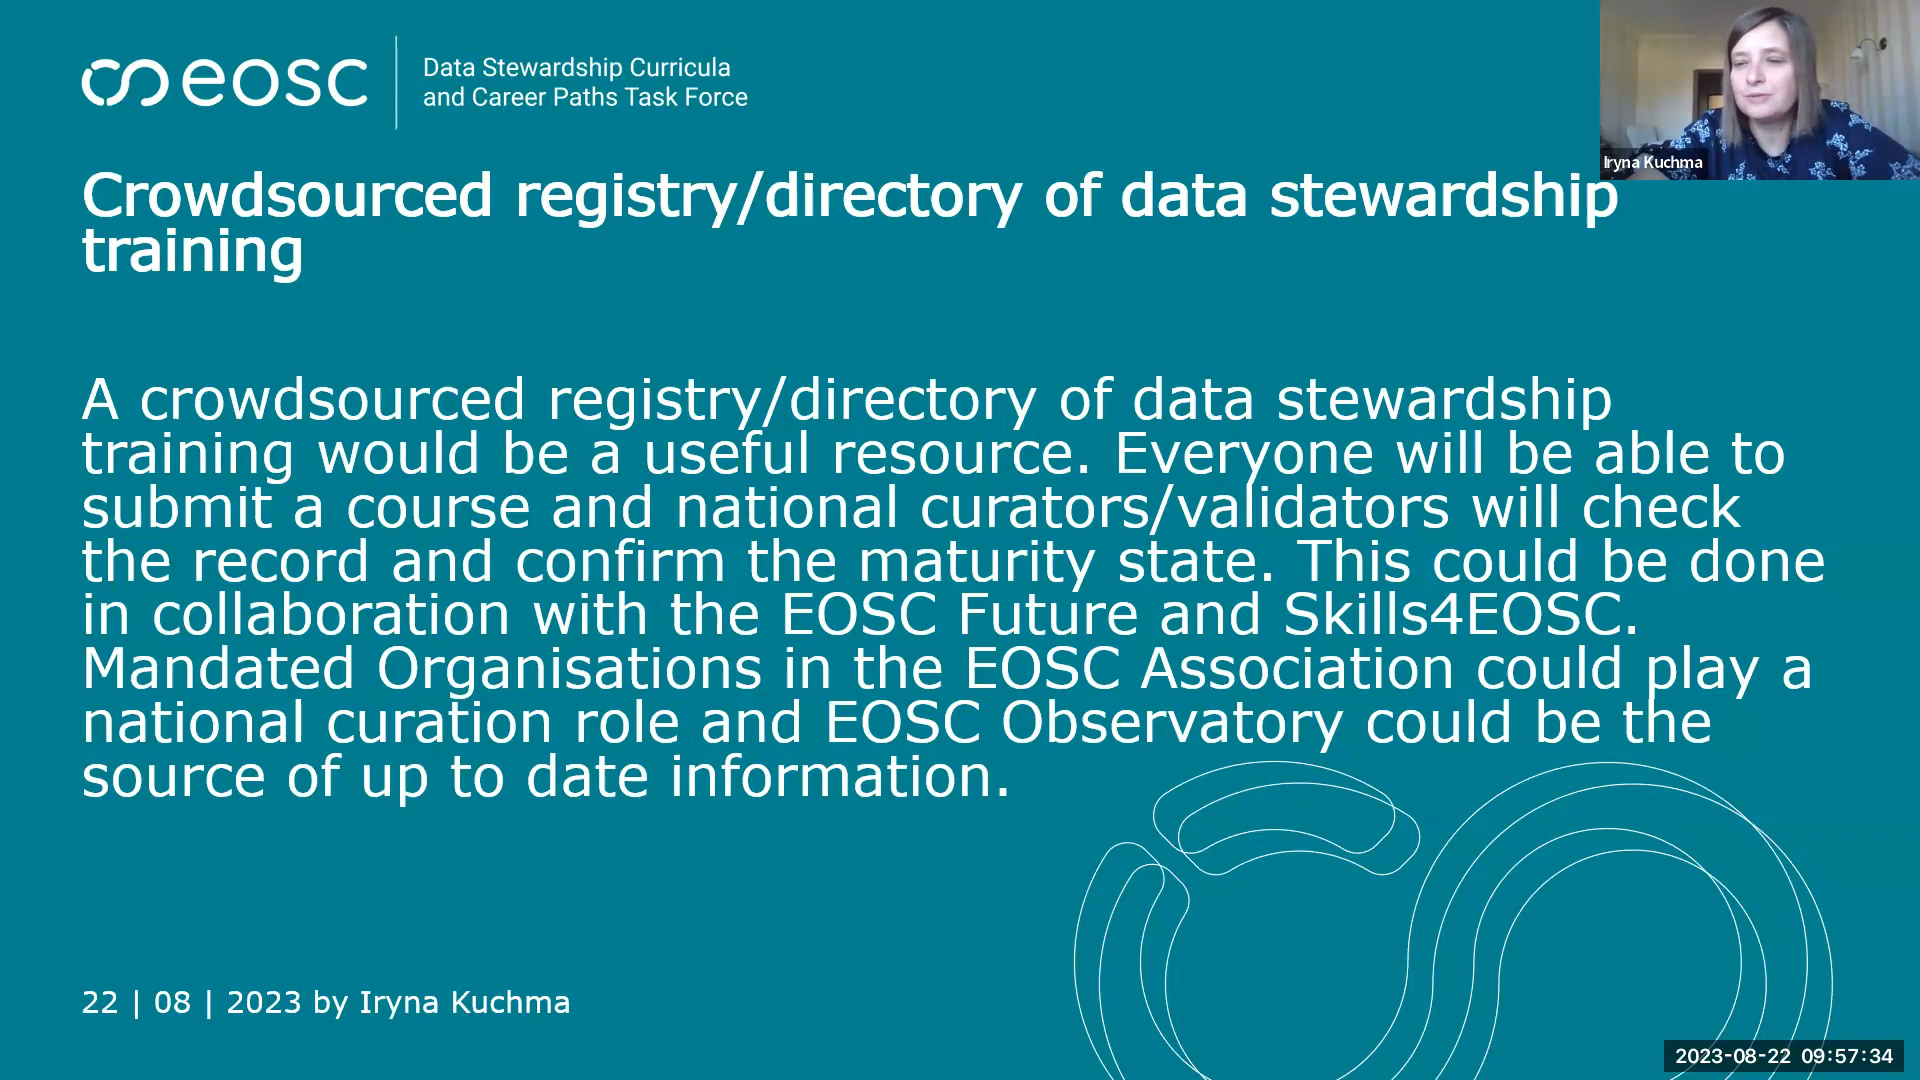 eosc
Data Stewardship Curricula
and Career Paths Task Force
Iryna Kuchma
Crowdsourced registry/directory of data stewardship
training
A crowdsourced registry/directory of data stewardship
training would be a useful resource. Everyone will be able to
submit a course and national curators/validators will check
the record and confirm the maturity state. This could be done
in collaboration with the EOSC Future and Skills4EOSC.
Mandated Organisations in the EOSC Association could play a
national curation role and EOSC Observatory could be the
source of up to date information.
22 | 08 | 2023 by Iryna Kuchma
2023-08-22 09:57:34